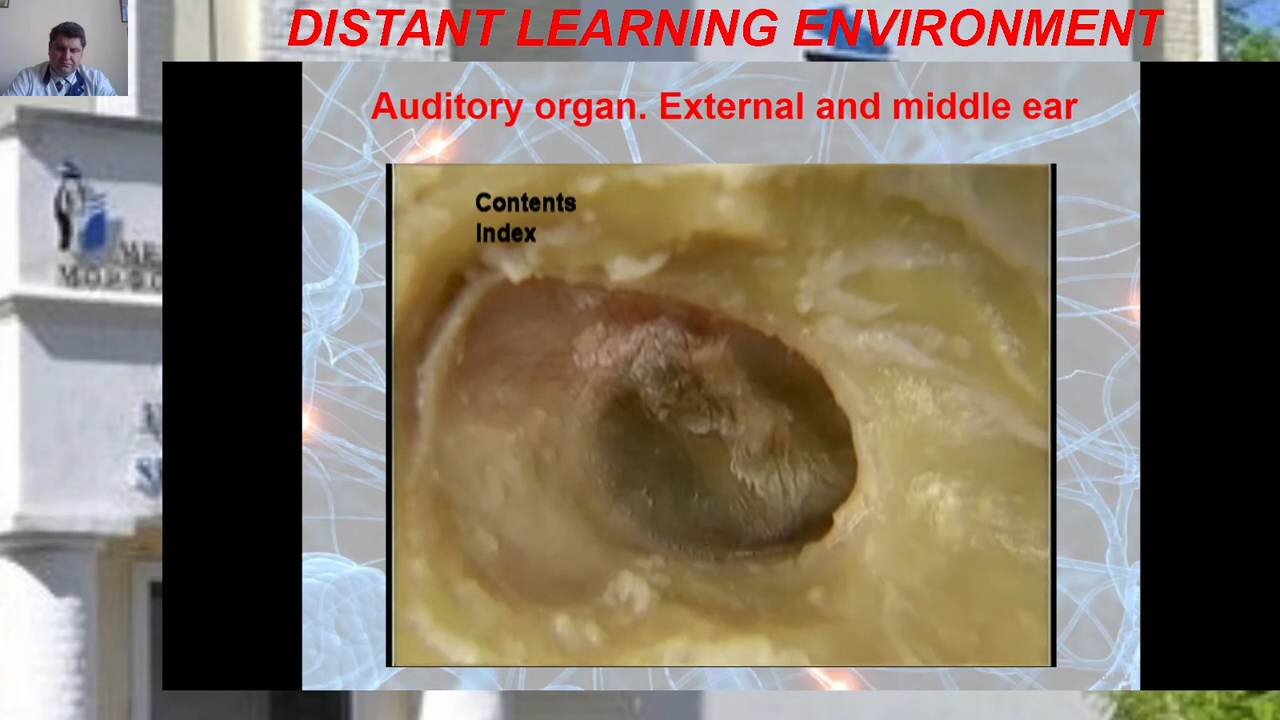 DISTANT LEARNING ENVIRONMENT
Auditory organ. External and middle ear
Contents
Index